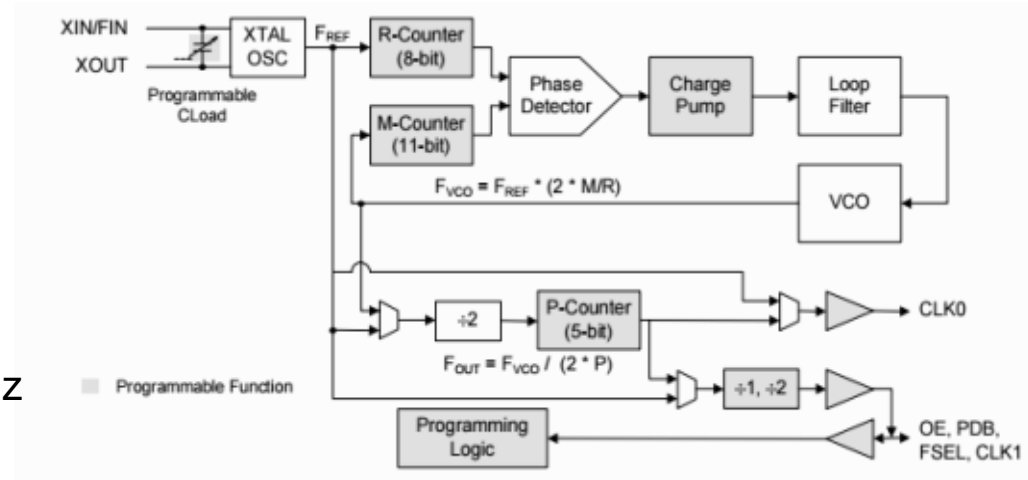 XIN/FIN
XOUT
Programmable
CLoad
XTAL
OSC
FREF
R-Counter
(8-bit)
M-Counter
(11-bit)
Phase
Detector
Charge
Pump
Loop
Filter
VCO
FVCO = FREF * (2 * M/R)
÷2
P-Counter
(5-bit)
FOUT = FVCO / (2 * P)
CLK0
÷1, ÷2
z
Programmable Function
Programming
Logic
OE, PDB,
FSEL, CLK1